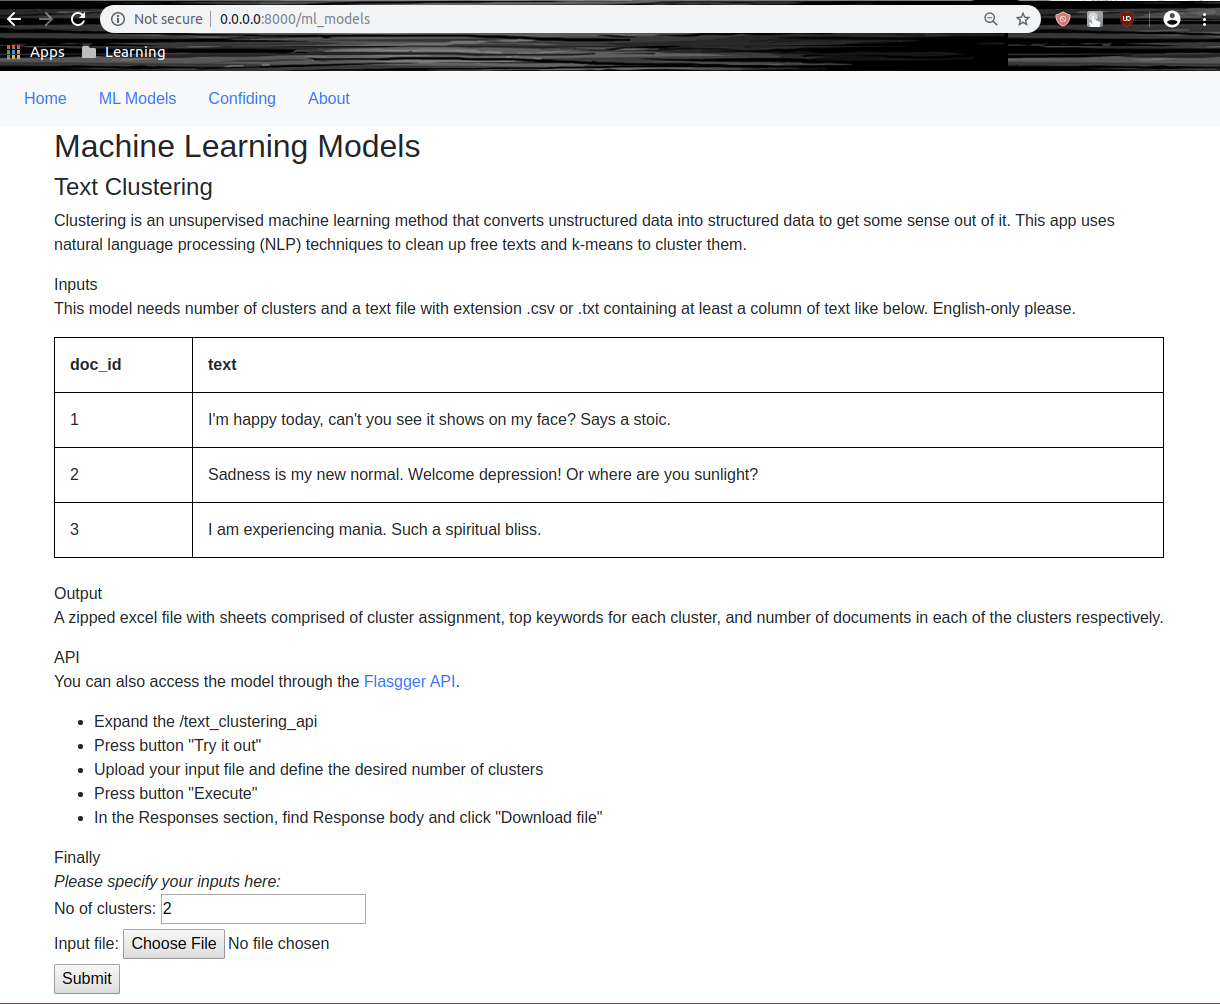 Not secure | 0.0.0.0:8000/ml_models
Apps Learning
Home ML Models Confiding About
Machine Learning Models
Text Clustering
Clustering is an unsupervised machine learning method that converts unstructured data into structured data to get some sense out of it. This app uses
natural language processing (NLP) techniques to clean up free texts and k-means to cluster them.
Inputs
This model needs number of clusters and a text file with extension .csv or .txt containing at least a column of text like below. English-only please.
doc_id text
1 I'm happy today, can't you see it shows on my face? Says a stoic.
2 Sadness is my new normal. Welcome depression! Or where are you sunlight?
3 I am experiencing mania. Such a spiritual bliss.
Output
A zipped excel file with sheets comprised of cluster assignment, top keywords for each cluster, and number of documents in each of the clusters respectively.
API
You can also access the model through the Flasgger API.
• Expand the /text_clustering_api
• Press button "Try it out"
• Upload your input file and define the desired number of clusters
• Press button "Execute"
• In the Responses section, find Response body and click "Download file"
Finally
Please specify your inputs here:
No of clusters: 2
Input file: Choose File No file chosen
Submit